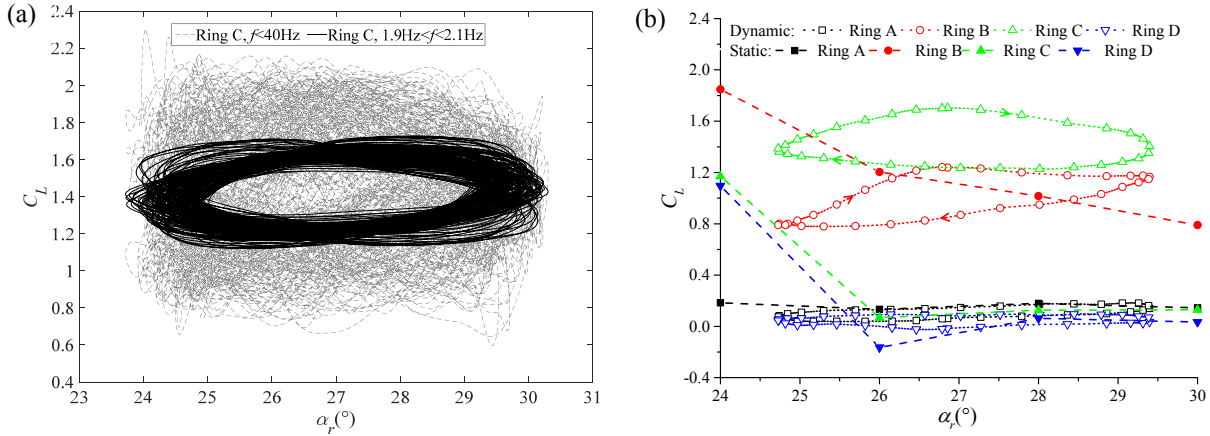 (a)
Ring C, f<40Hz Ring C, 1.9Hz<f<2.1Hz
2.4
2.2
2.0
1.8
1.6
1.4
1.2
1
0.8
0.6
0.4
C_L
23 24 25 26 27 28 29 30 31
α_r(°)
(b)
Dynamic: Ring A Ring B Ring C Ring D
Static: Ring A Ring B Ring C Ring D
2.4
2.0
1.6
1.2
0.8
0.4
0.0
-0.4
C_L
24 25 26 27 28 29 30
α_r(°)